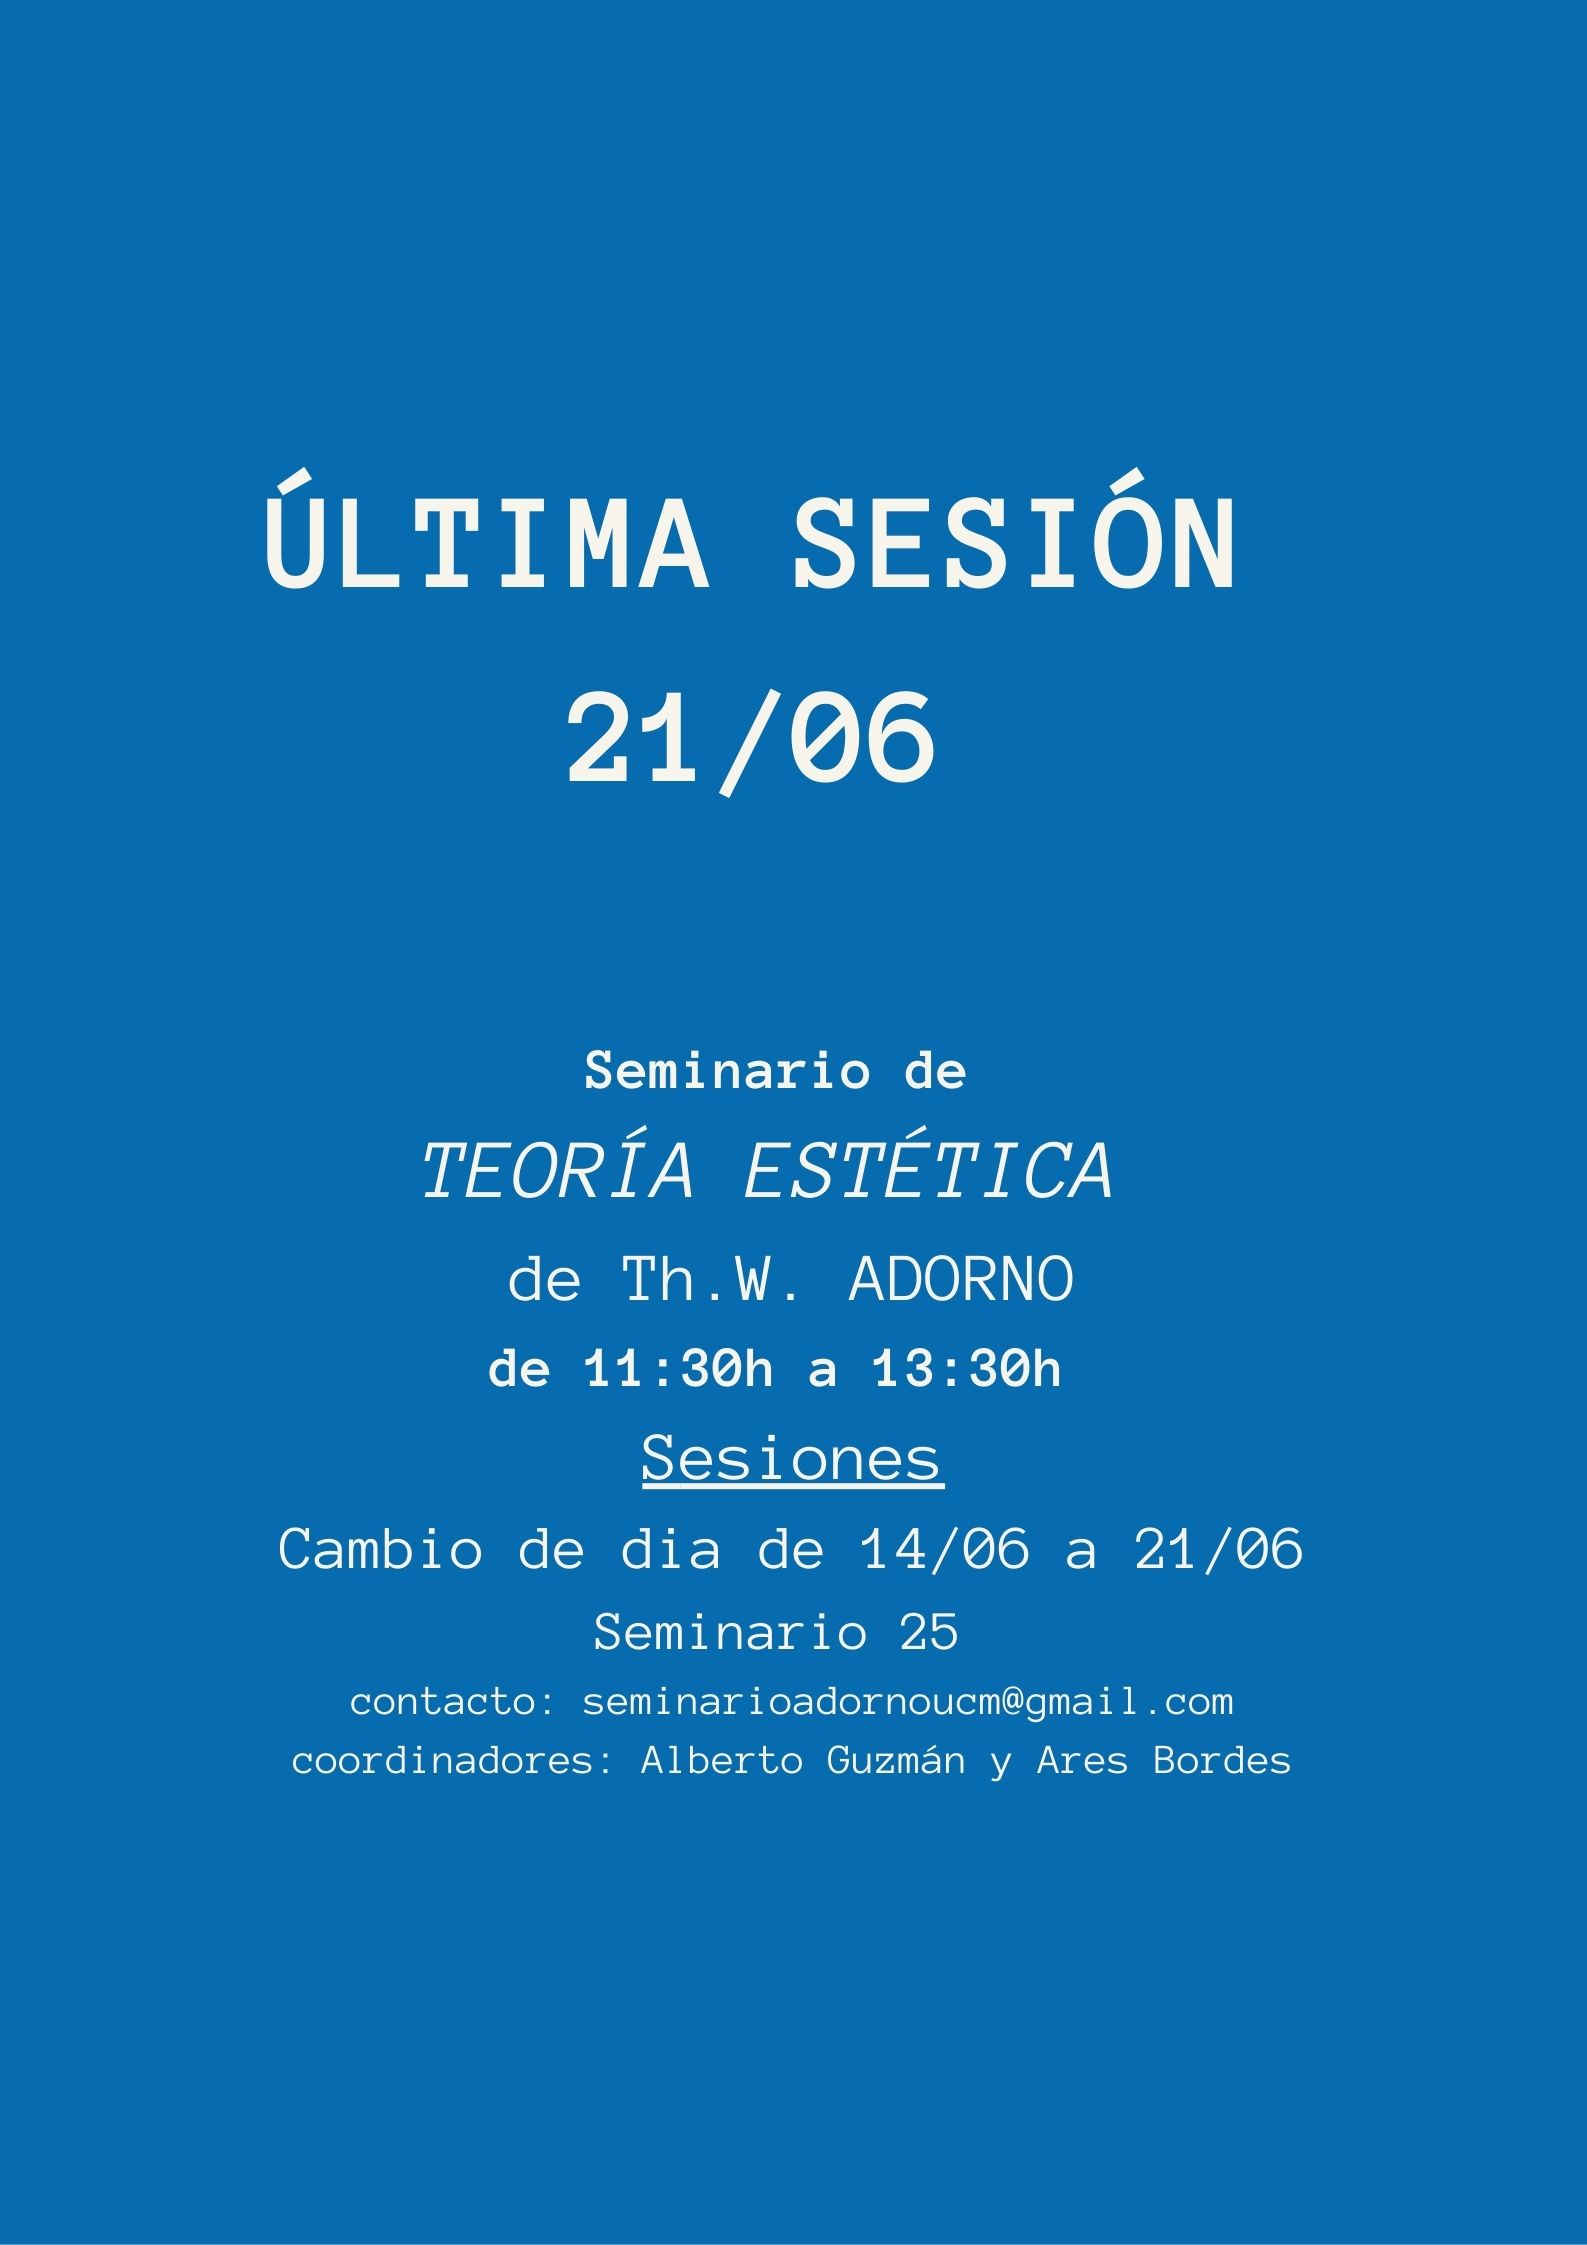 ÚLTIMA SESIÓN
21/06
Seminario de
TEORÍA ESTÉTICA
de Th.W. ADORNO
de 11:30h a 13:30h
Sesiones
Cambio de dia de 14/06 a 21/06
Seminario 25
contacto: seminarioadornoucm@gmail.com
coordinadores: Alberto Guzmán y Ares Bordes